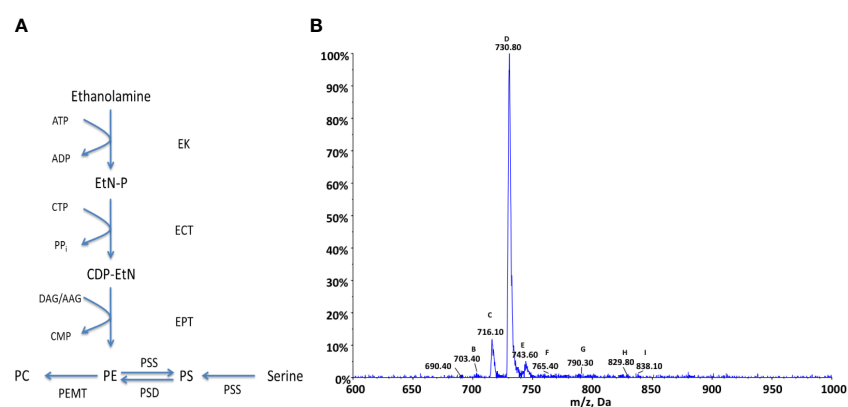 A
Ethanolamine
ATP
ADP
EK
EtN-P
CTP
PPi
ECT
CDP-EtN
DAG/AAG
CMP
EPT
PC
PEMT
PE
PSS
PSD
PS
PSS
Serine
B
100%
90%
80%
70%
60%
50%
40%
30%
20%
10%
0%
D
730.80
C
716.10
B
703.40
690.40
E
743.60
F
765.40
G
790.30
H
829.80
I
838.10
600 650 700 750 800 850 900 950 1000
m/z, Da